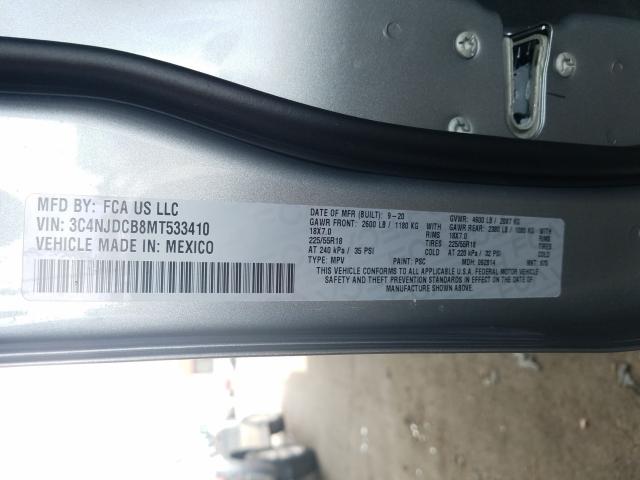 MFD BY: FCA US LLC
VIN: 3C4NJDCB8MT533410
VEHICLE MADE IN: MEXICO
DATE OF MFR (BUILT): 9-20 GVWR: 4600 LB / 2087 KG
GAWR FRONT: 2600 LB / 1180 KG RIMS GAWR REAR: 2380 LB / 1080 KG RIMS
18X7.0 18X7.0
225/55R18 TIRES 225/55R18 TIRES
AT 240 kPa / 35 PSI COLD AT 220 kPa / 32 PSI COLD
TYPE: MPV PAINT: PSC MDH: 092814 MKT:
THIS VEHICLE CONFORMS TO ALL APPLICABLE U.S.A. FEDERAL MOTOR VEHICLE
SAFETY AND THEFT PREVENTION STANDARDS IN EFFECT ON THE DATE OF
MANUFACTURE SHOWN ABOVE.